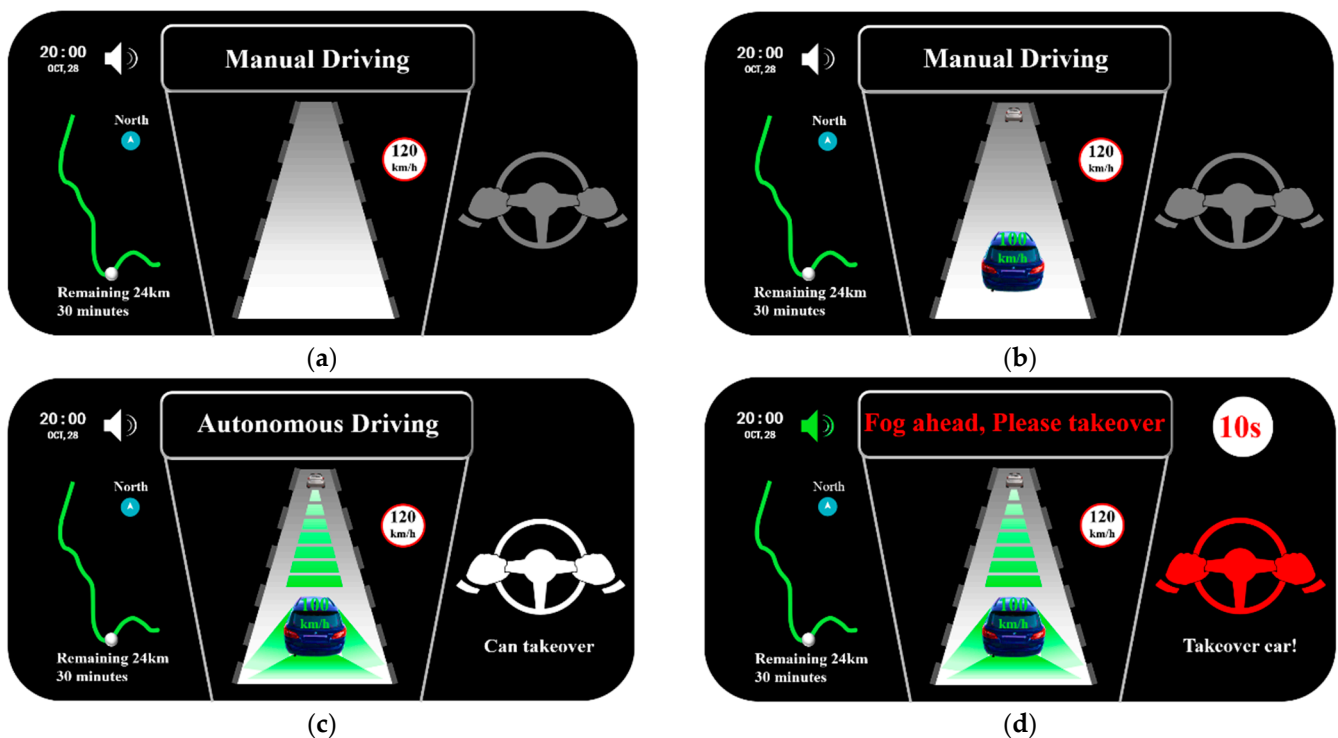 20:00
OCT, 28
Manual Driving
North
120
km/h
Remaining 24km
30 minutes
(a)
20:00
OCT, 28
Manual Driving
North
120
km/h
100
km/h
Remaining 24km
30 minutes
(b)
20:00
OCT, 28
Autonomous Driving
North
120
km/h
100
km/h
Can takeover
Remaining 24km
30 minutes
(c)
20:00
OCT, 28
Fog ahead, Please takeover
10s
North
120
km/h
100
km/h
Takeover car!
Remaining 24km
30 minutes
(d)